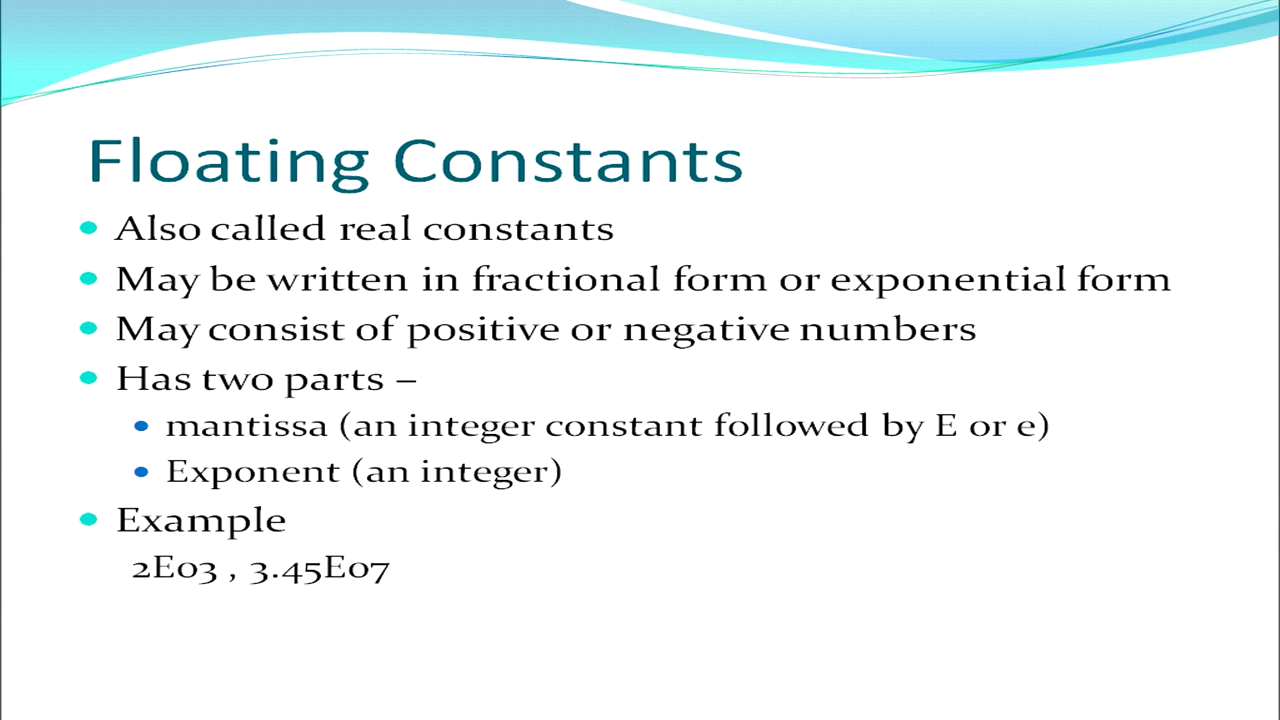 Floating Constants
• Also called real constants
• May be written in fractional form or exponential form
• May consist of positive or negative numbers
• Has two parts –
• mantissa (an integer constant followed by E or e)
• Exponent (an integer)
• Example
2E03 , 3.45E07